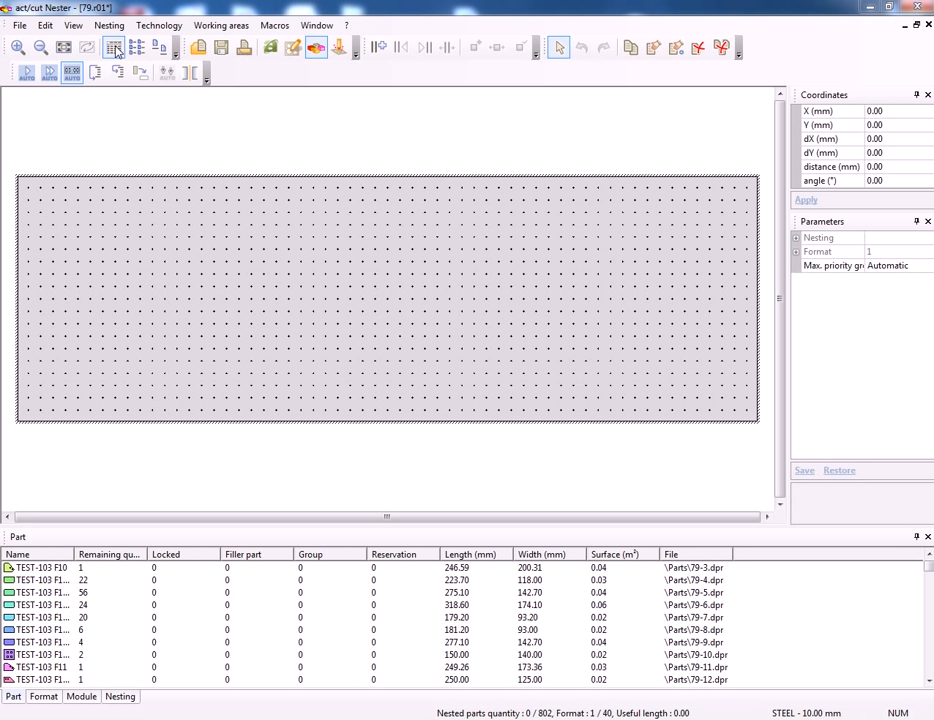 act/cut Nester - [79.r01*]
File Edit View Nesting Technology Working areas Macros Window ?
03.00
AUTO AUTO AUTO AUTO
Coordinates
X (mm) 0.00
Y (mm) 0.00
dX (mm) 0.00
dY (mm) 0.00
distance (mm) 0.00
angle (°) 0.00
Apply
Parameters
Nesting
Format 1
Max. priority gr Automatic
Save Restore
Part
Name Remaining qu... Locked Filler part Group Reservation Length (mm) Width (mm) Surface (m²) File
TEST-103 F10 1 0 0 0 0 246.59 200.31 0.04 \Parts\79-3.dpr
TEST-103 F1... 22 0 0 0 0 223.70 118.00 0.03 \Parts\79-4.dpr
TEST-103 F1... 56 0 0 0 0 275.10 142.70 0.04 \Parts\79-5.dpr
TEST-103 F1... 24 0 0 0 0 318.60 174.10 0.06 \Parts\79-6.dpr
TEST-103 F1... 20 0 0 0 0 179.20 93.20 0.02 \Parts\79-7.dpr
TEST-103 F1... 6 0 0 0 0 181.20 93.00 0.02 \Parts\79-8.dpr
TEST-103 F1... 4 0 0 0 0 277.10 142.70 0.04 \Parts\79-9.dpr
TEST-103 F1... 2 0 0 0 0 150.00 140.00 0.02 \Parts\79-10.dpr
TEST-103 F11 1 0 0 0 0 249.26 173.36 0.03 \Parts\79-11.dpr
TEST-103 F1... 1 0 0 0 0 250.00 125.00 0.02 \Parts\79-12.dpr
Part Format Module Nesting
Nested parts quantity : 0 / 802, Format : 1 / 40, Useful length : 0.00 STEEL - 10.00 mm NUM